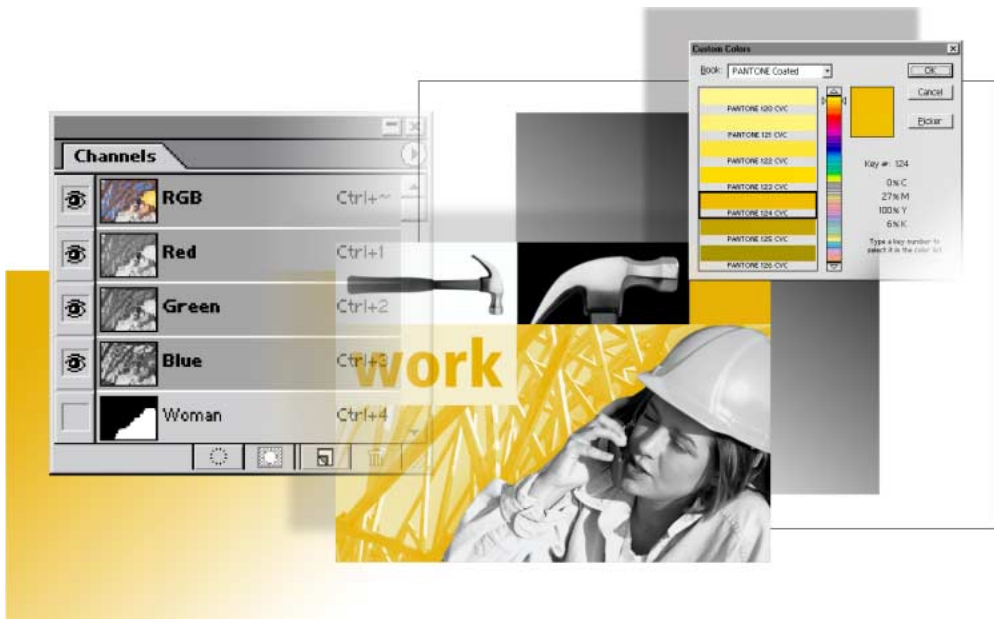 Channels
RGB Ctrl+~
Red Ctrl+1
Green Ctrl+2
Blue Ctrl+3
Woman Ctrl+4
work
Custom Colors
Book: PANTONE Coated
OK
Cancel
Picker
PANTONE 120 CVC
PANTONE 121 CVC
PANTONE 122 CVC
PANTONE 123 CVC
PANTONE 124 CVC
PANTONE 125 CVC
PANTONE 126 CVC
Key #: 124
0% C
27% M
100% Y
6% K
Type a key number to
select it in the color list